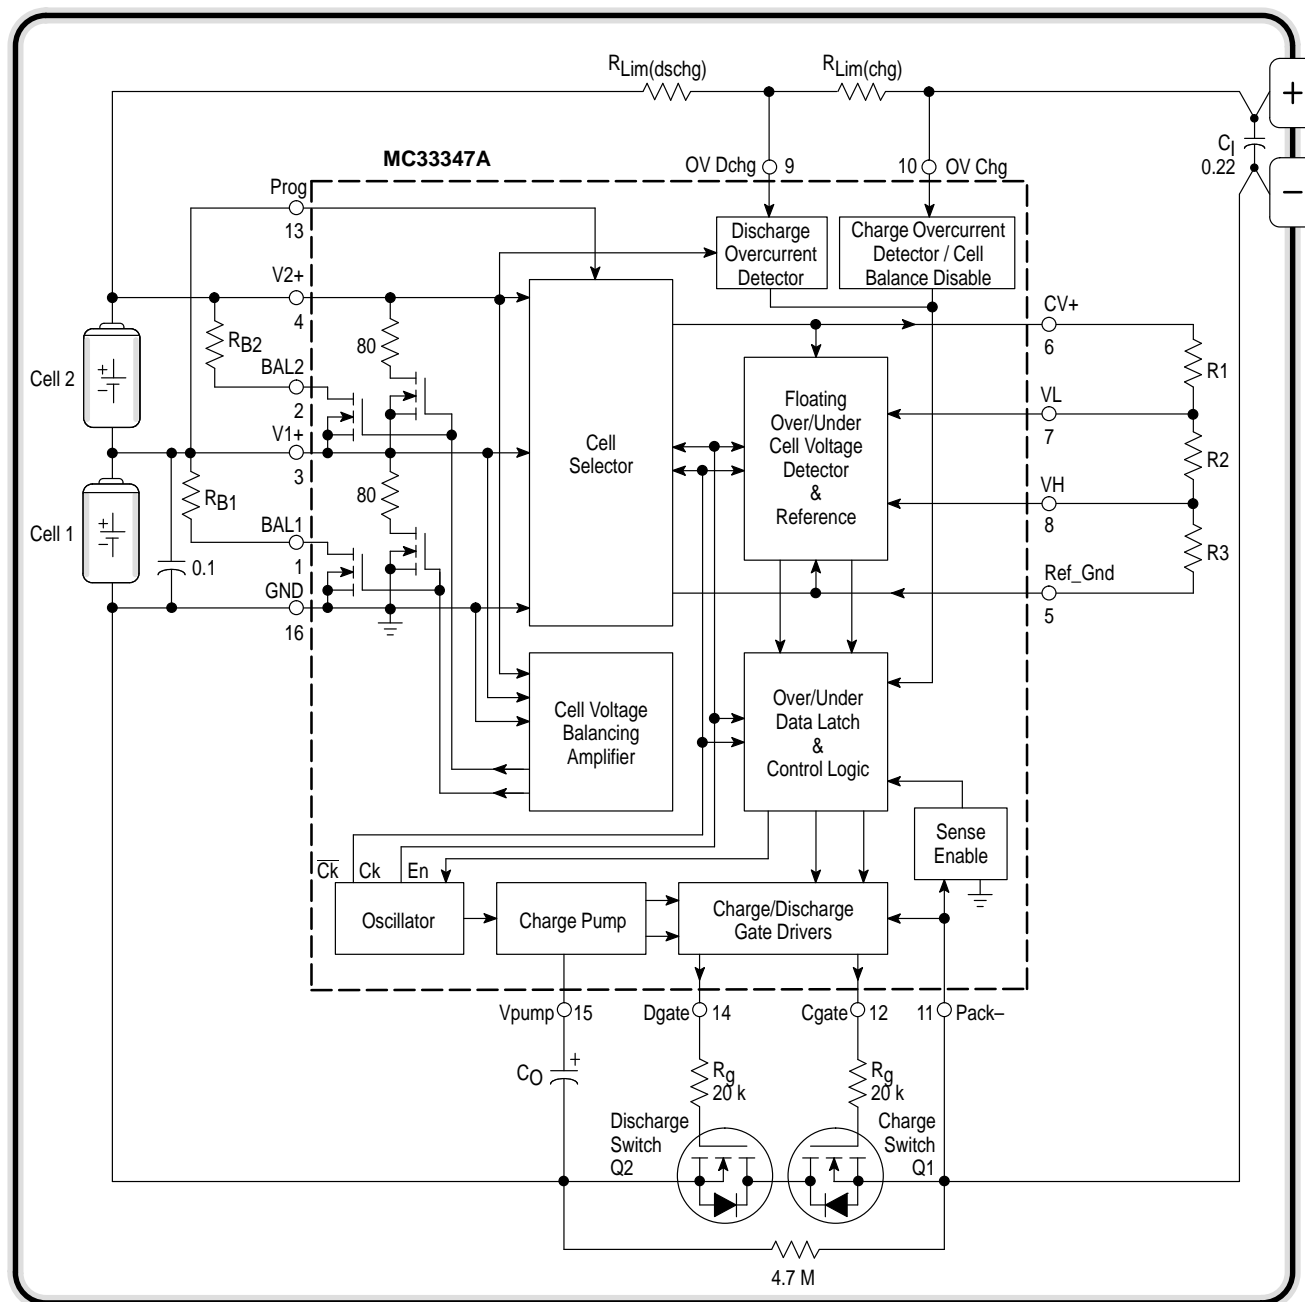 RLim(dschg)
RLim(chg)
+
CI
0.22
−
MC33347A
OV Dchg 9
10 OV Chg
Prog
13
Discharge
Overcurrent
Detector
Charge Overcurrent
Detector / Cell
Balance Disable
V2+
4
CV+
6
RB2
80
R1
Cell 2
+
−
BAL2
2
Floating
Over/Under
Cell Voltage
Detector
&
Reference
VL
7
V1+
3
Cell
Selector
R2
RB1
80
VH
8
Cell 1
+
−
BAL1
1
0.1
R3
GND
16
Ref_Gnd
5
Cell Voltage
Balancing
Amplifier
Over/Under
Data Latch
&
Control Logic
Sense
Enable
C̅k̅ Ck En
Oscillator
Charge Pump
Charge/Discharge
Gate Drivers
Vpump 15
Dgate 14
Cgate 12
11 Pack–
CO
+
Rg
20 k
Rg
20 k
Discharge
Switch
Q2
Charge
Switch
Q1
4.7 M